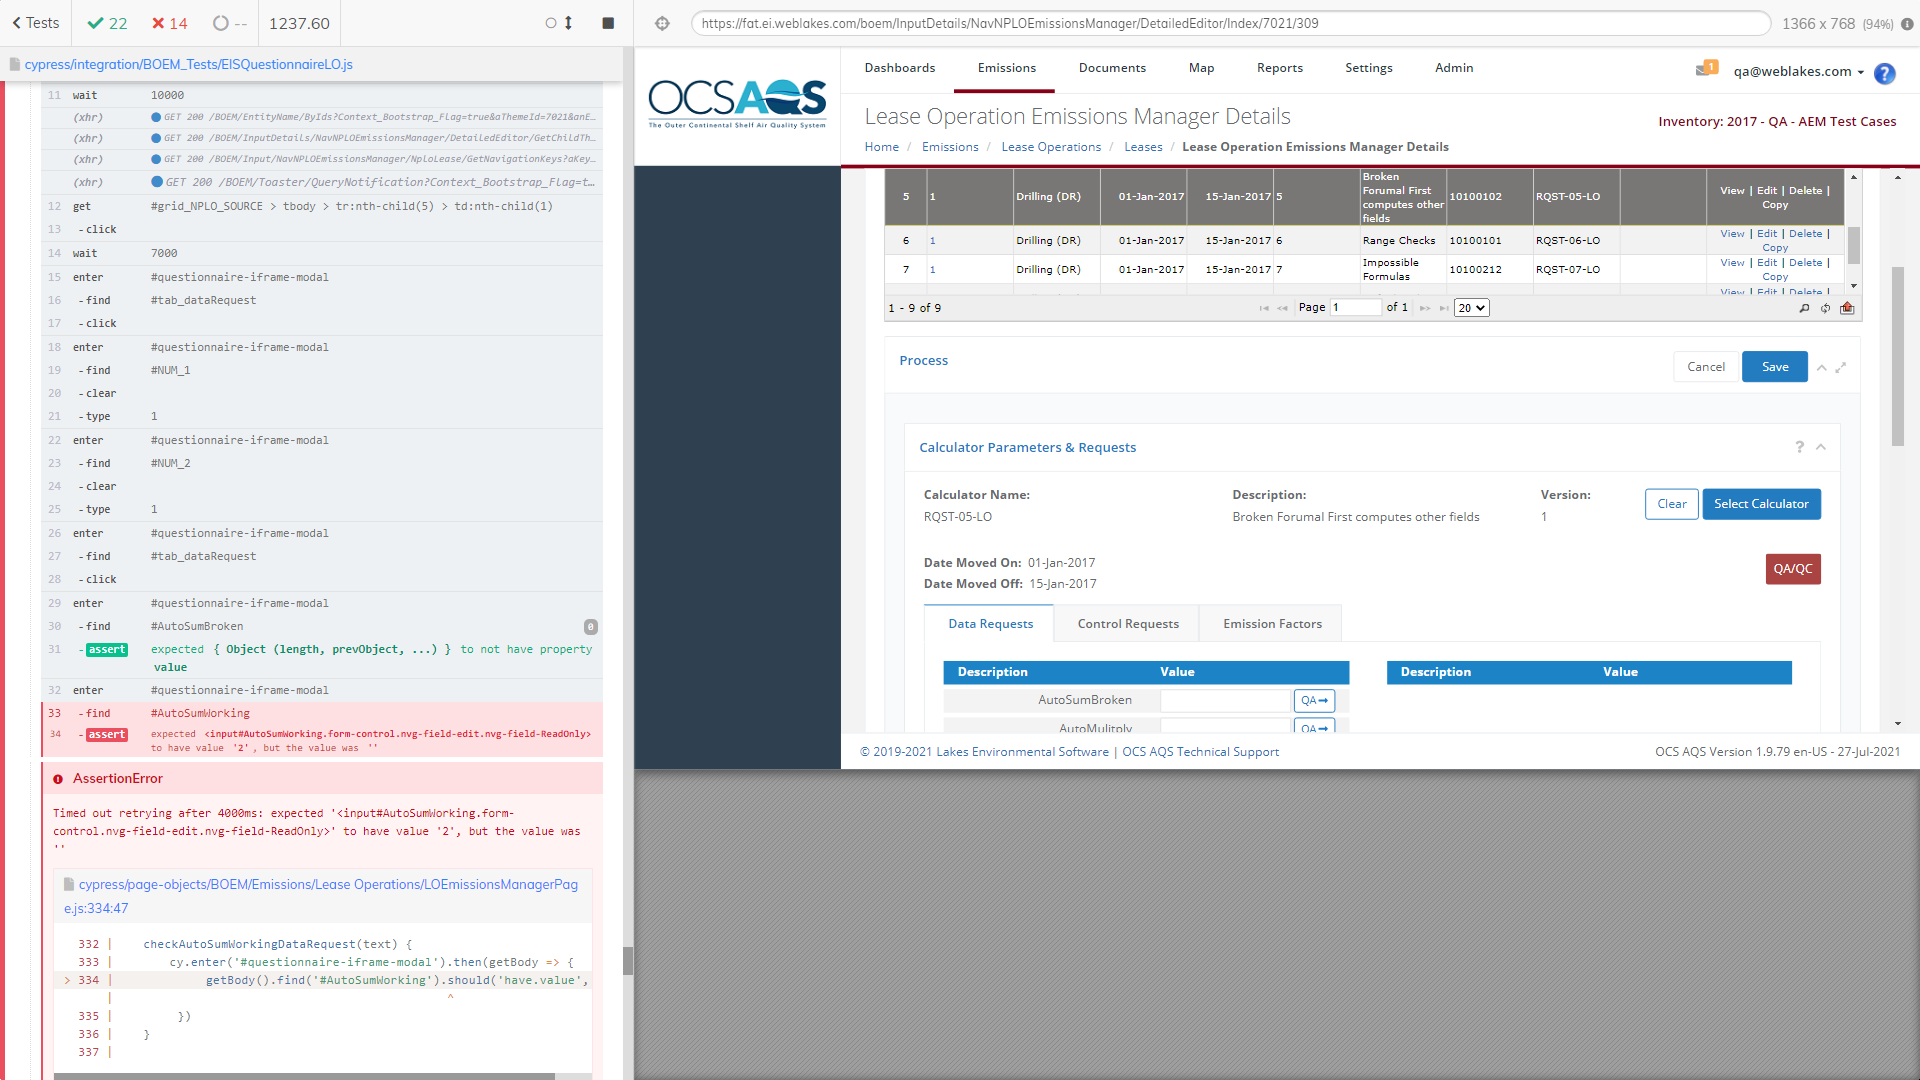 Tests
22
14
--
1237.60
https://fat.ei.weblakes.com/boem/InputDetails/NavNPLOEmissionsManager/DetailedEditor/Index/7021/309
1366 x 768 (94%)
cypress/integration/BOEM_Tests/EISQuestionnaireLO.js
11 wait 10000
(xhr) GET 200 /BOEM/EntityName/ByIds?Context_Bootstrap_Flag=true&aThemeId=7021&anE...
(xhr) GET 200 /BOEM/InputDetails/NavNPLOEmissionsManager/DetailedEditor/GetChildTh...
(xhr) GET 200 /BOEM/Input/NavNPLOEmissionsManager/NploLease/GetNavigationKeys?aKey...
(xhr) GET 200 /BOEM/Toaster/QueryNotification?Context_Bootstrap_Flag=t...
12 get #grid_NPLO_SOURCE > tbody > tr:nth-child(5) > td:nth-child(1)
13 -click
14 wait 7000
15 enter #questionnaire-iframe-modal
16 -find #tab_dataRequest
17 -click
18 enter #questionnaire-iframe-modal
19 -find #NUM_1
20 -clear
21 -type 1
22 enter #questionnaire-iframe-modal
23 -find #NUM_2
24 -clear
25 -type 1
26 enter #questionnaire-iframe-modal
27 -find #tab_dataRequest
28 -click
29 enter #questionnaire-iframe-modal
30 -find #AutoSumBroken 0
31 -assert expected { Object (length, prevObject, ...) } to not have property
value
32 enter #questionnaire-iframe-modal
33 -find #AutoSumWorking
34 -assert expected <input#AutoSumWorking.form-control.nvg-field-edit.nvg-field-ReadOnly>
to have value '2', but the value was ''
AssertionError
Timed out retrying after 4000ms: expected '<input#AutoSumWorking.form-
control.nvg-field-edit.nvg-field-ReadOnly>' to have value '2', but the value was
''
cypress/page-objects/BOEM/Emissions/Lease Operations/LOEmissionsManagerPag
e.js:334:47
332 | checkAutoSumWorkingDataRequest(text) {
333 | cy.enter('#questionnaire-iframe-modal').then(getBody => {
> 334 | getBody().find('#AutoSumWorking').should('have.value',
| ^
335 | })
336 | }
337 |
OCSAQS
The Outer Continental Shelf Air Quality System
Dashboards Emissions Documents Map Reports Settings Admin
1
qa@weblakes.com
?
Lease Operation Emissions Manager Details
Inventory: 2017 - QA - AEM Test Cases
Home / Emissions / Lease Operations / Leases / Lease Operation Emissions Manager Details
5 1 Drilling (DR) 01-Jan-2017 15-Jan-2017 5 Broken Forumal First computes other fields 10100102 RQST-05-LO View | Edit | Delete | Copy
6 1 Drilling (DR) 01-Jan-2017 15-Jan-2017 6 Range Checks 10100101 RQST-06-LO View | Edit | Delete | Copy
7 1 Drilling (DR) 01-Jan-2017 15-Jan-2017 7 Impossible Formulas 10100212 RQST-07-LO View | Edit | Delete | Copy
View | Edit | Delete |
1 - 9 of 9 Page 1 of 1 20
Process
Cancel Save
Calculator Parameters & Requests
?
Calculator Name: Description: Version:
RQST-05-LO Broken Forumal First computes other fields 1
Clear Select Calculator
Date Moved On: 01-Jan-2017
Date Moved Off: 15-Jan-2017
QA/QC
Data Requests Control Requests Emission Factors
Description Value Description Value
AutoSumBroken QA
AutoMulitply QA
© 2019-2021 Lakes Environmental Software | OCS AQS Technical Support
OCS AQS Version 1.9.79 en-US - 27-Jul-2021